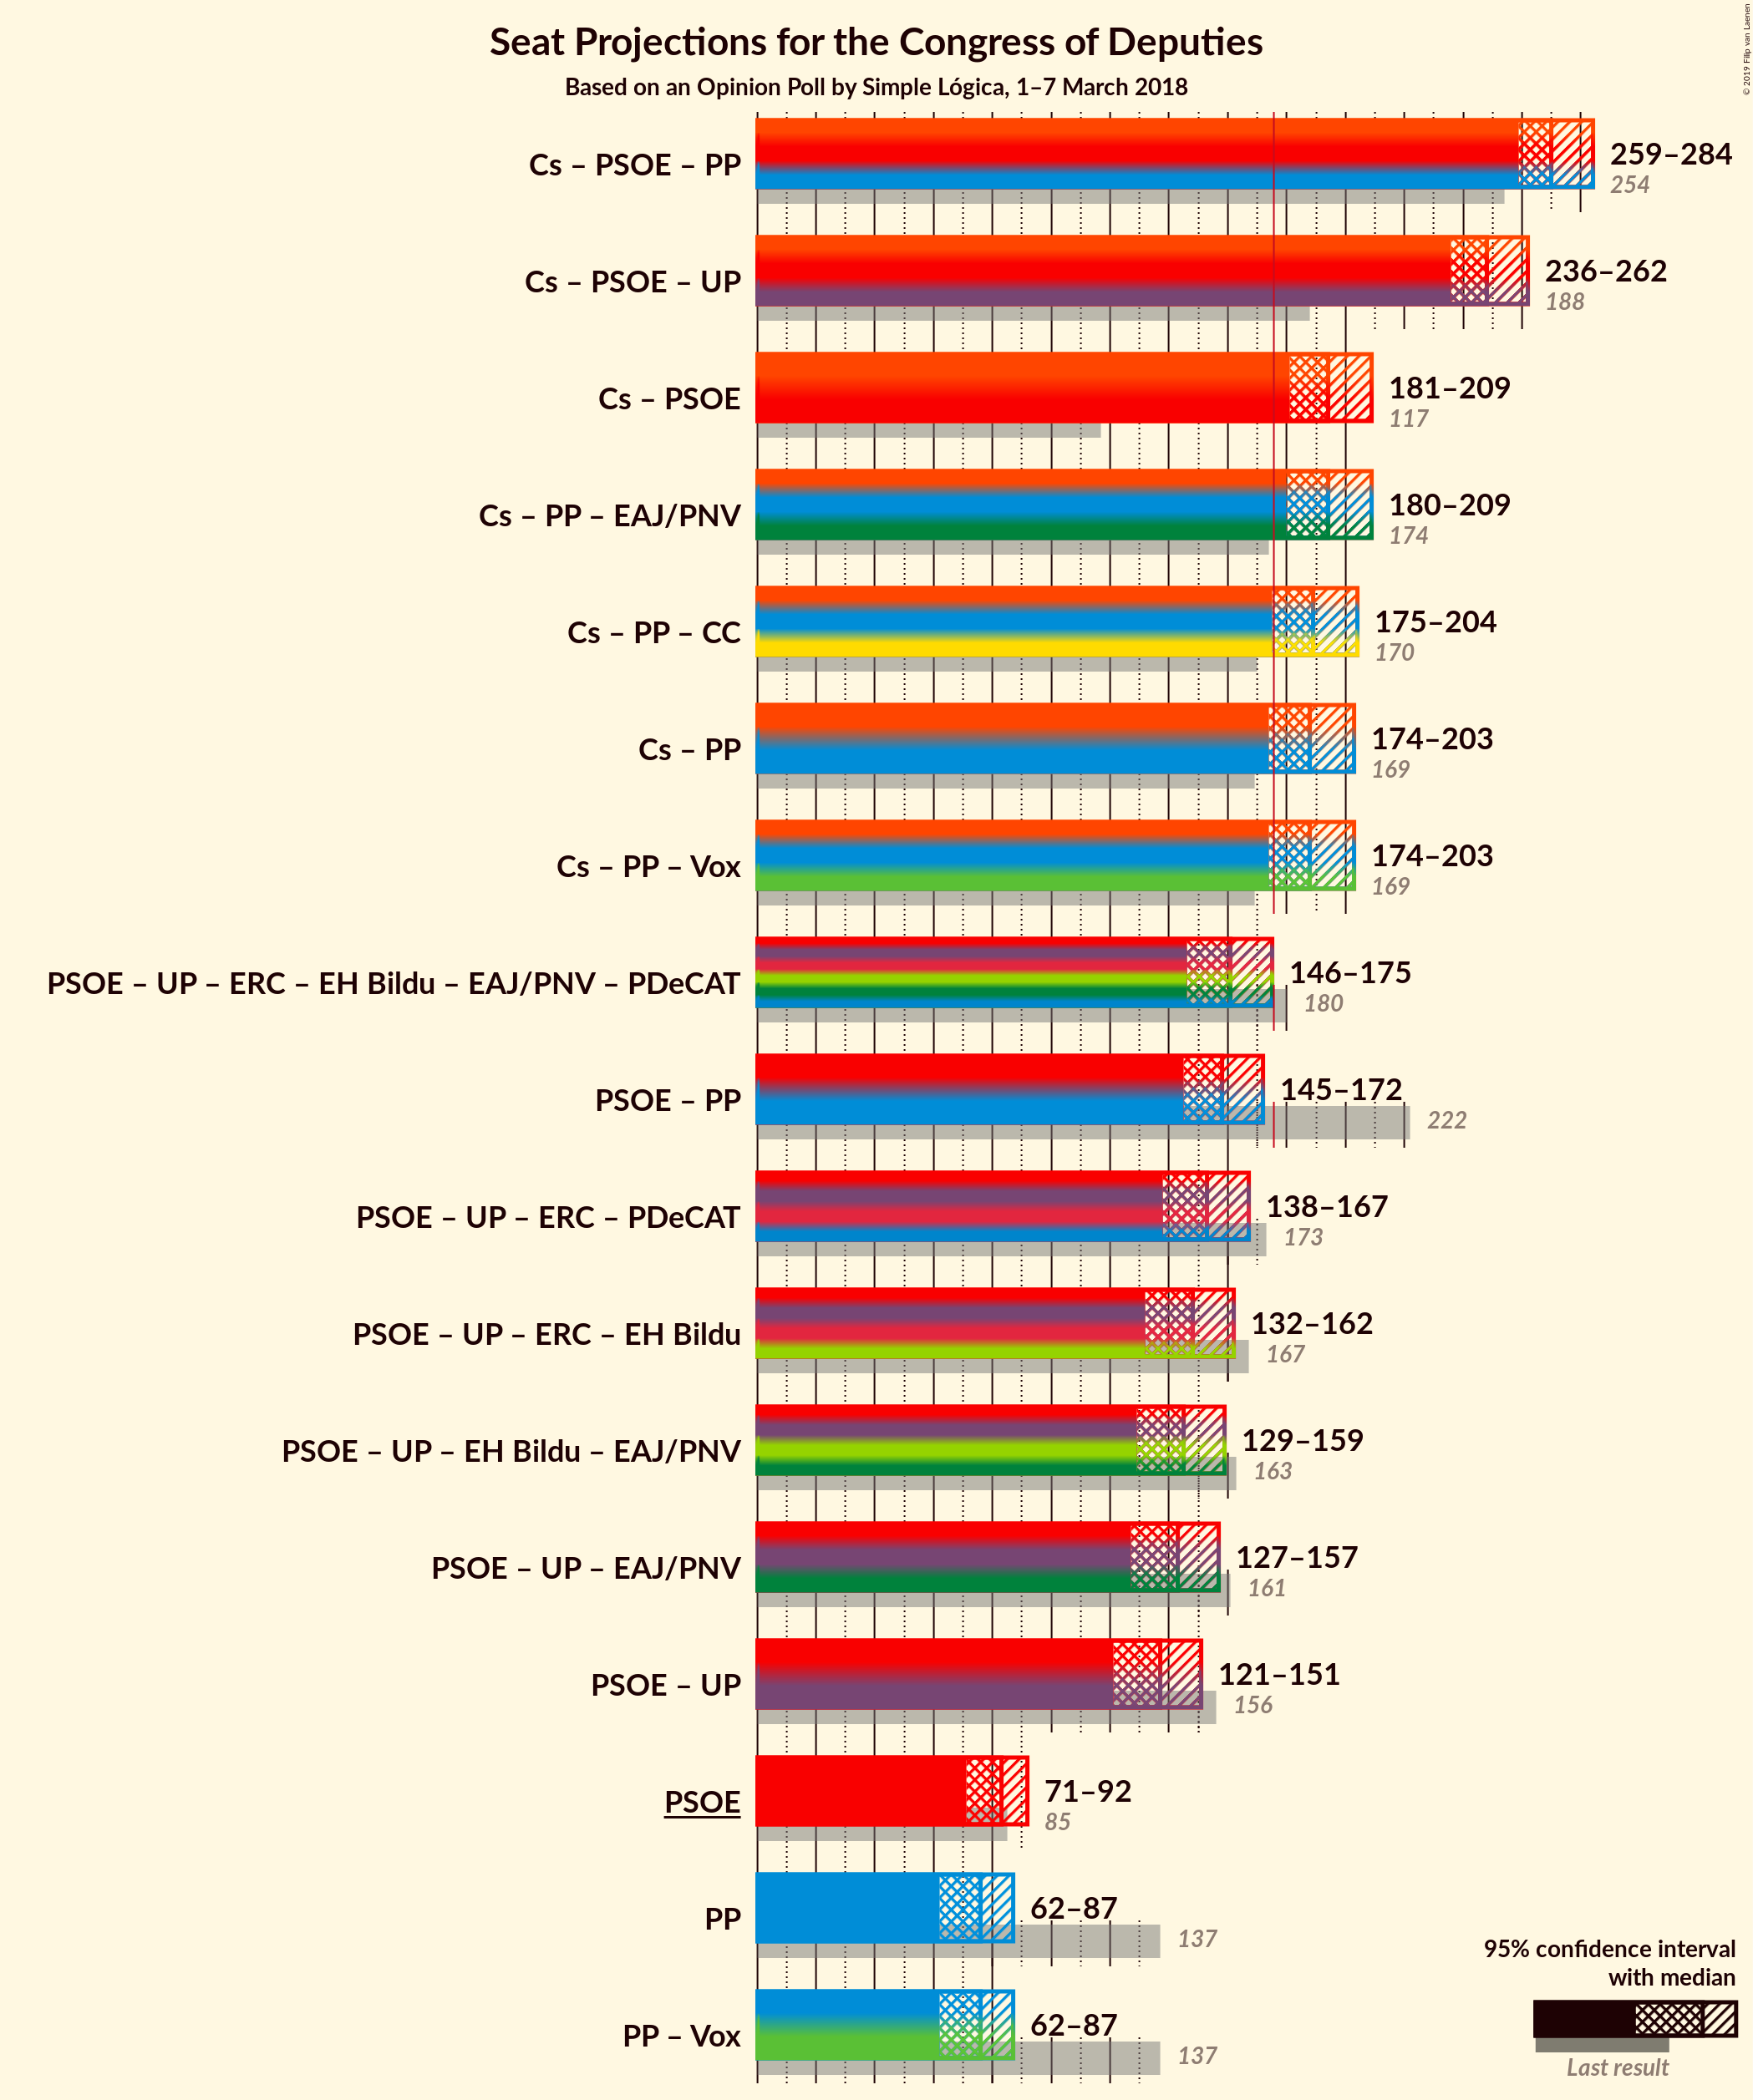 Seat Projections for the Congress of Deputies
Based on an Opinion Poll by Simple Lógica, 1–7 March 2018
© 2019 Filip van Laenen
Cs – PSOE – PP
259–284
254
Cs – PSOE – UP
236–262
188
Cs – PSOE
181–209
117
Cs – PP – EAJ/PNV
180–209
174
Cs – PP – CC
175–204
170
Cs – PP
174–203
169
Cs – PP – Vox
174–203
169
PSOE – UP – ERC – EH Bildu – EAJ/PNV – PDeCAT
146–175
180
PSOE – PP
145–172
222
PSOE – UP – ERC – PDeCAT
138–167
173
PSOE – UP – ERC – EH Bildu
132–162
167
PSOE – UP – EH Bildu – EAJ/PNV
129–159
163
PSOE – UP – EAJ/PNV
127–157
161
PSOE – UP
121–151
156
PSOE
71–92
85
PP
62–87
137
PP – Vox
62–87
137
95% confidence interval
with median
Last result